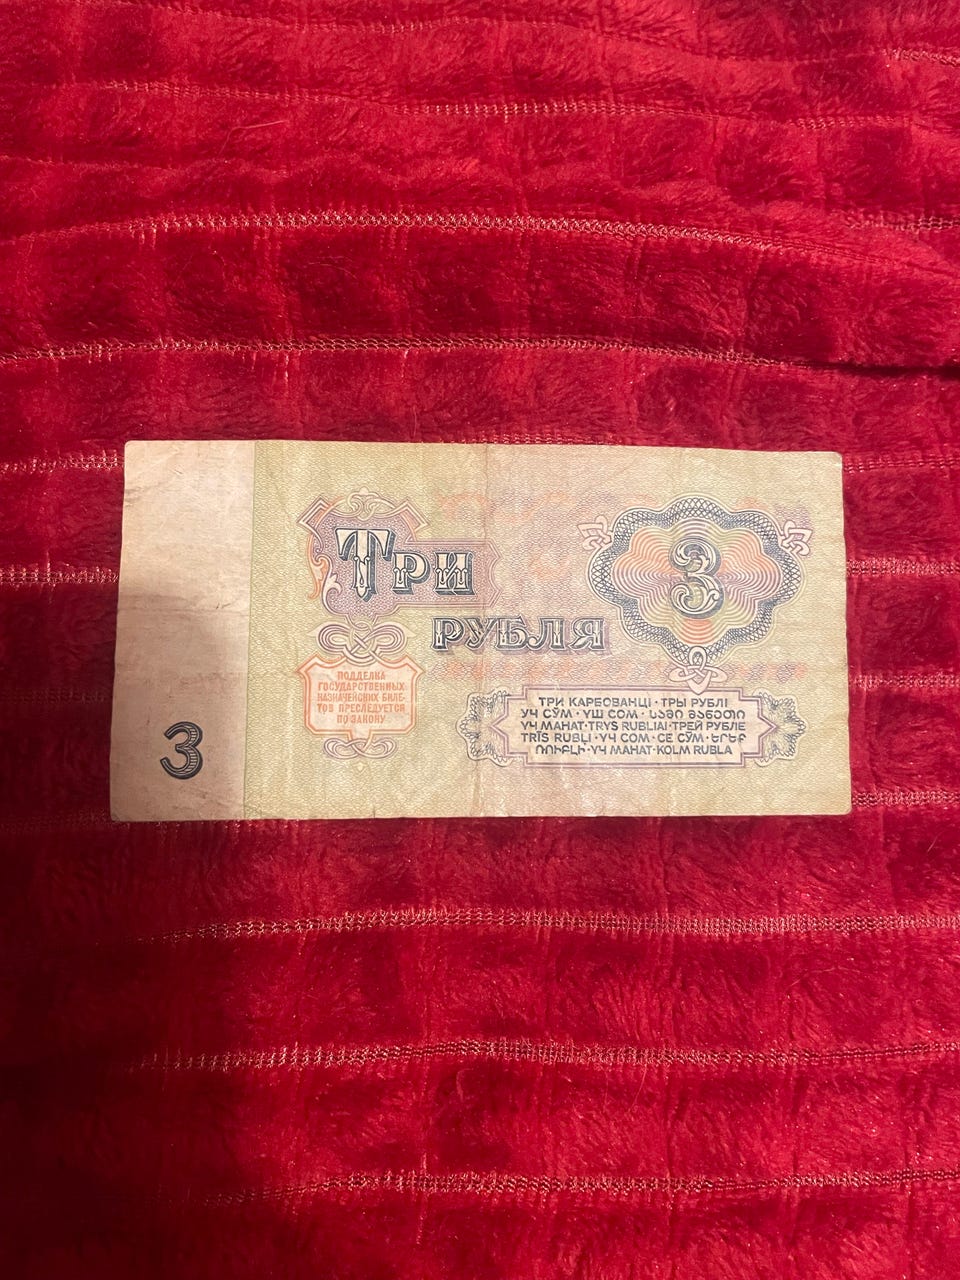 Три
РУБЛЯ
3
ПОДДЕЛКА
ГОСУДАРСТВЕННЫХ
КАЗНАЧЕЙСКИХ БИЛЕ-
ТОВ ПРЕСЛЕДУЕТСЯ
ПО ЗАКОНУ
ТРИ КАРБОВАНЦІ · ТРЫ РУБЛІ
УЧ СЎМ · ҮШ СОМ · ᲡᲐᲛᲘ ᲛᲐᲜᲔᲗᲘ
ҮЧ МАНАТ · TRYS RUBLIAI · ТРЕЙ РУБЛЕ
TRĪS RUBĻI · ҮЧ СОМ · СЕ СӮМ · ԵՐԵՔ
ՌՈՒԲԼԻ · ҮЧ МАНАТ · KOLM RUBLA
3